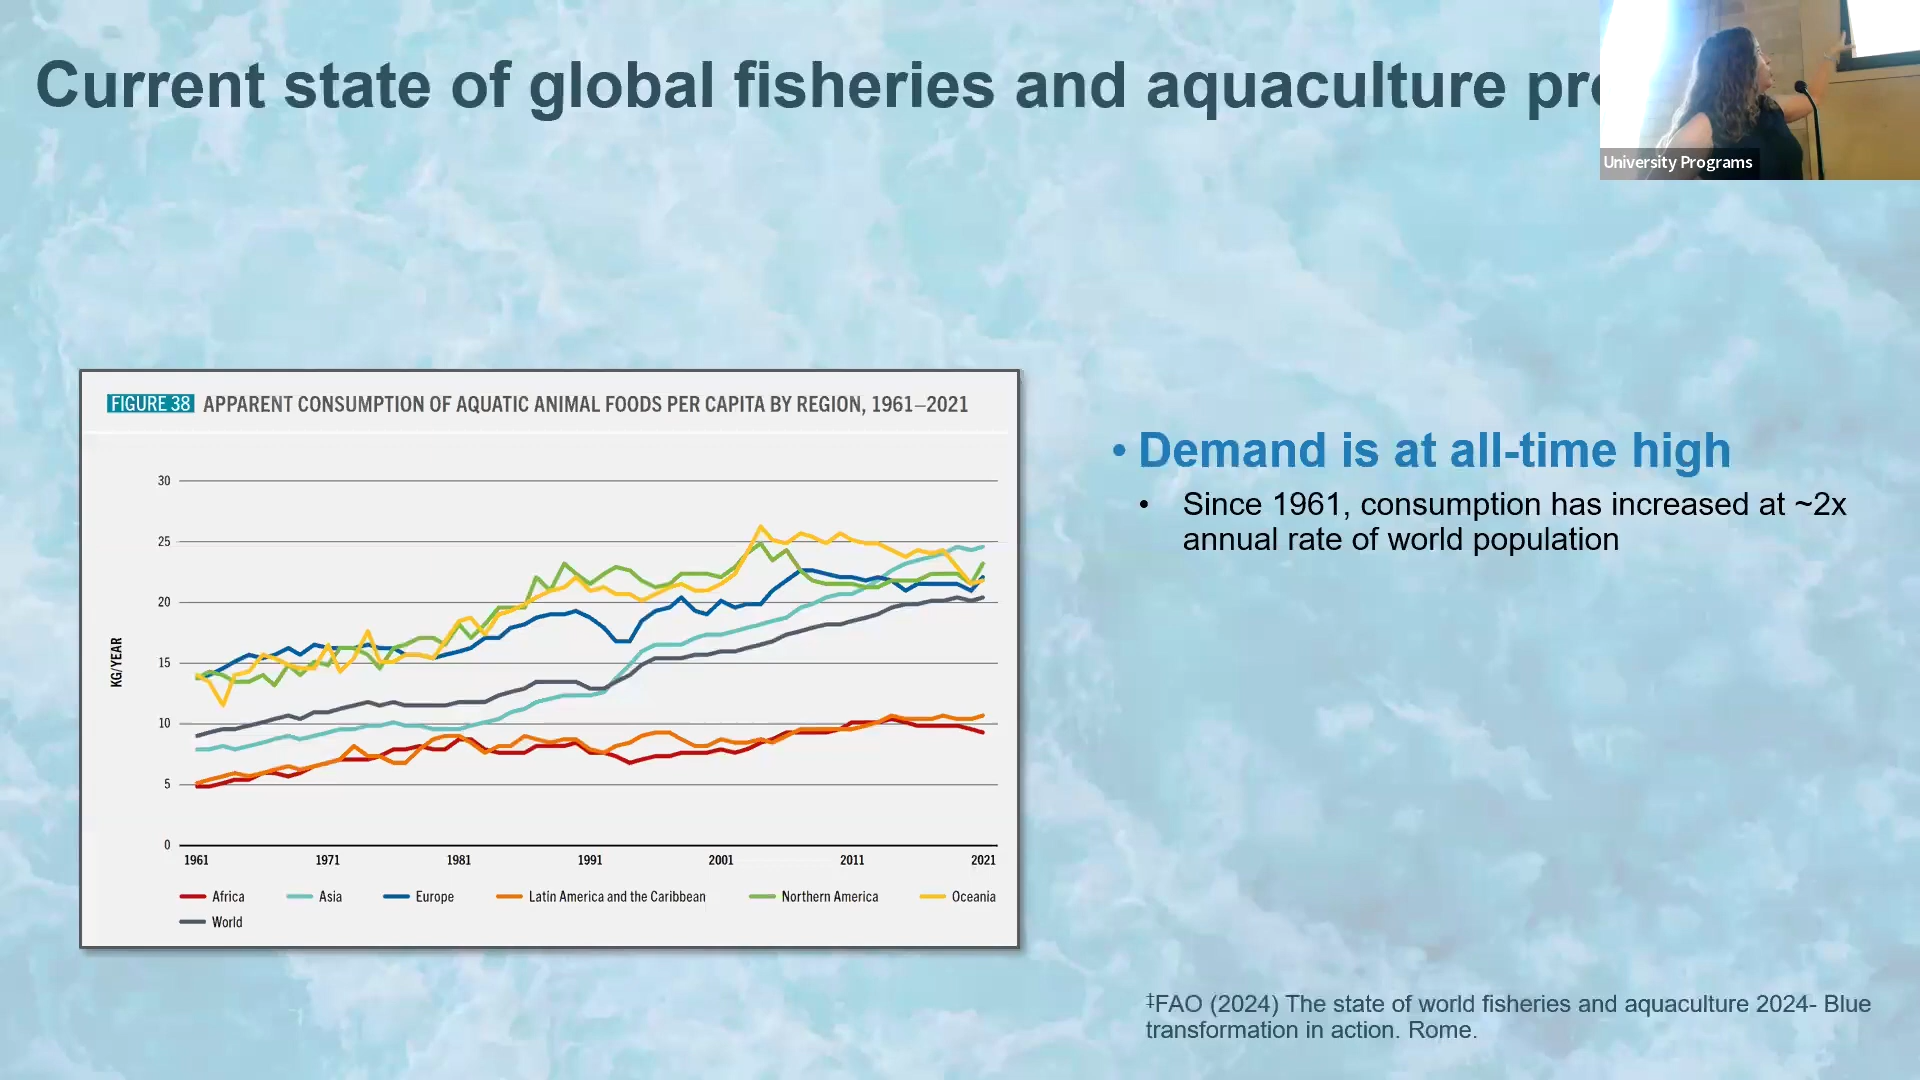 Current state of global fisheries and aquaculture
University Programs
FIGURE 38 APPARENT CONSUMPTION OF AQUATIC ANIMAL FOODS PER CAPITA BY REGION, 1961–2021
30
25
20
15
10
5
0
KG/YEAR
1961 1971 1981 1991 2001 2011 2021
Africa Asia Europe Latin America and the Caribbean Northern America Oceania
World
• Demand is at all-time high
• Since 1961, consumption has increased at ~2x
annual rate of world population
‡FAO (2024) The state of world fisheries and aquaculture 2024- Blue
transformation in action. Rome.